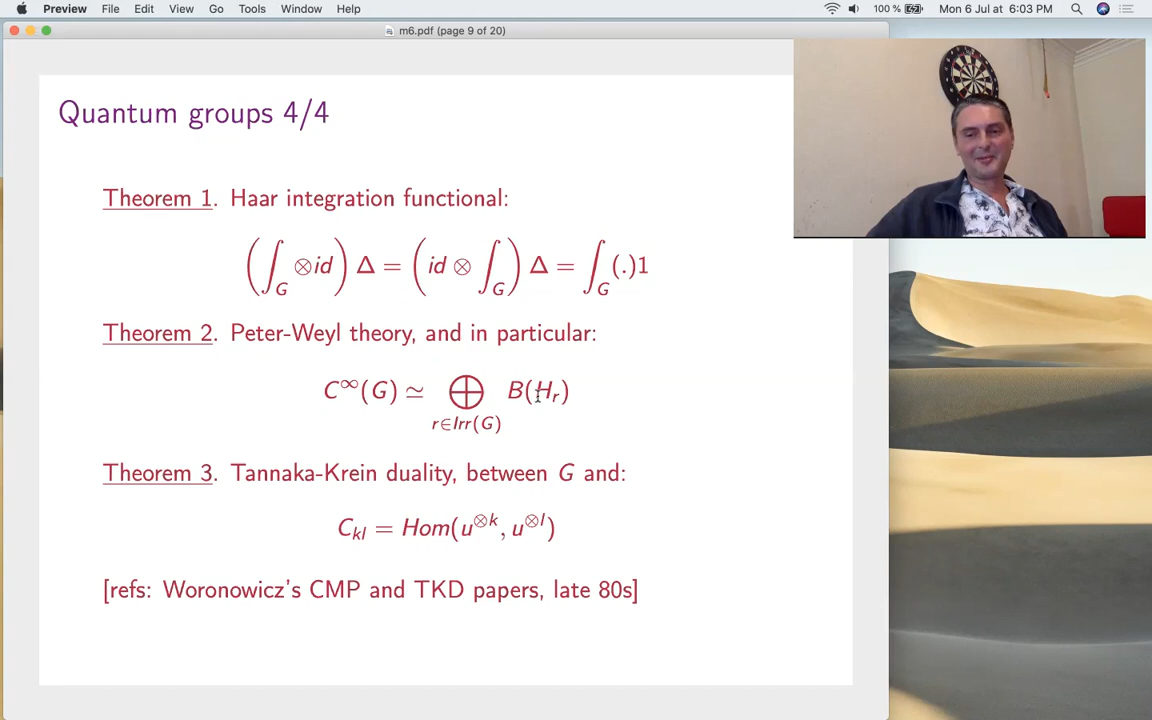 Preview File Edit View Go Tools Window Help 100 % Mon 6 Jul at 6:03 PM
m6.pdf (page 9 of 20)
Quantum groups 4/4
Theorem 1. Haar integration functional:
(∫_G ⊗id) Δ = (id ⊗ ∫_G) Δ = ∫_G (.)1
Theorem 2. Peter-Weyl theory, and in particular:
C^∞(G) ≃ ⊕_{r∈Irr(G)} B(H_r)
Theorem 3. Tannaka-Krein duality, between G and:
C_{kl} = Hom(u^{⊗k}, u^{⊗l})
[refs: Woronowicz's CMP and TKD papers, late 80s]